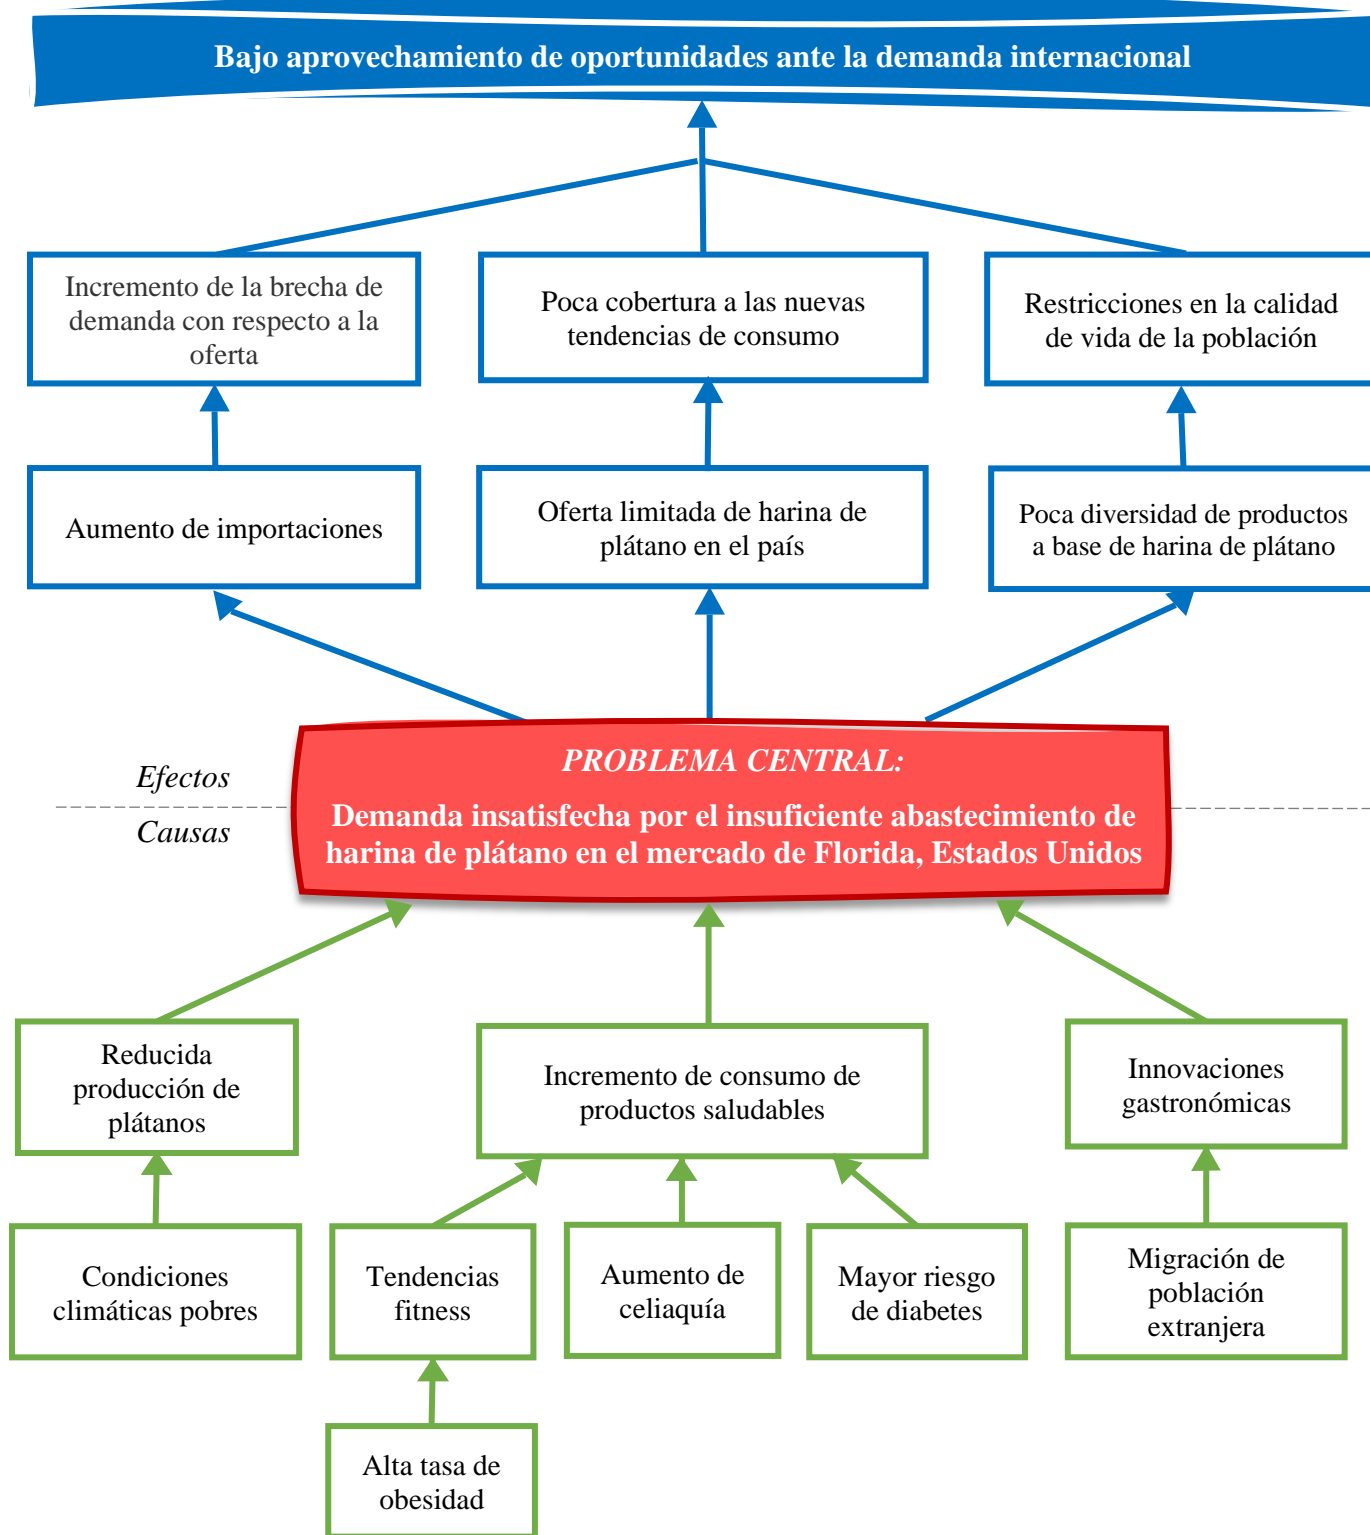 Bajo aprovechamiento de oportunidades ante la demanda internacional
Incremento de la brecha de
demanda con respecto a la
oferta
Poca cobertura a las nuevas
tendencias de consumo
Restricciones en la calidad
de vida de la población
Aumento de importaciones
Oferta limitada de harina de
plátano en el país
Poca diversidad de productos
a base de harina de plátano
Efectos
Causas
PROBLEMA CENTRAL:
Demanda insatisfecha por el insuficiente abastecimiento de
harina de plátano en el mercado de Florida, Estados Unidos
Reducida
producción de
plátanos
Incremento de consumo de
productos saludables
Innovaciones
gastronómicas
Condiciones
climáticas pobres
Tendencias
fitness
Aumento de
celiaquía
Mayor riesgo
de diabetes
Migración de
población
extranjera
Alta tasa de
obesidad